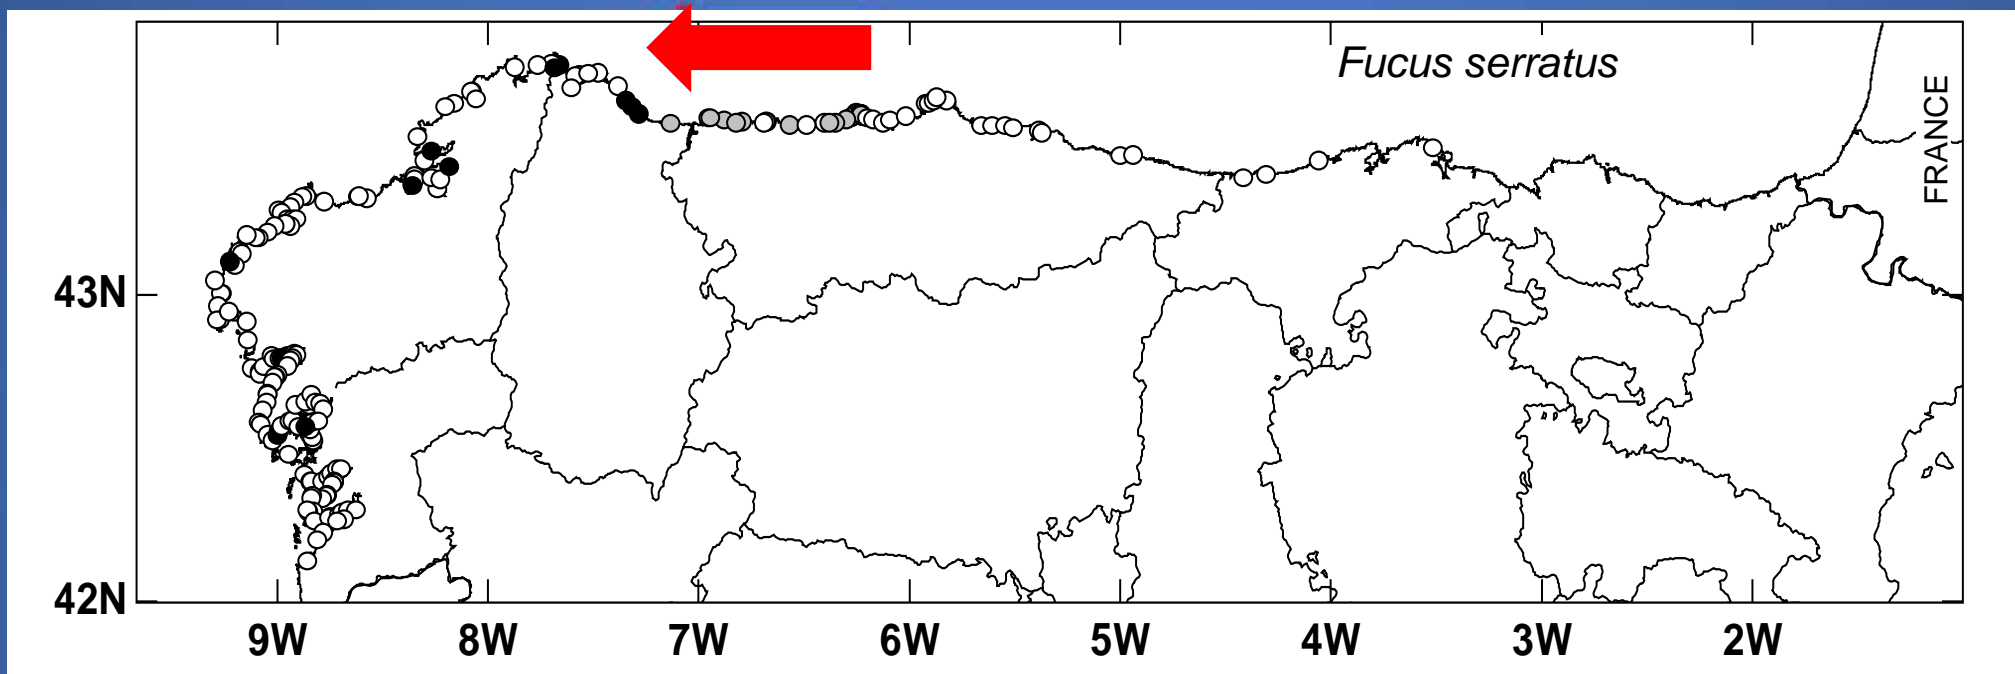 Fucus serratus
FRANCE
43N
42N
9W 8W 7W 6W 5W 4W 3W 2W